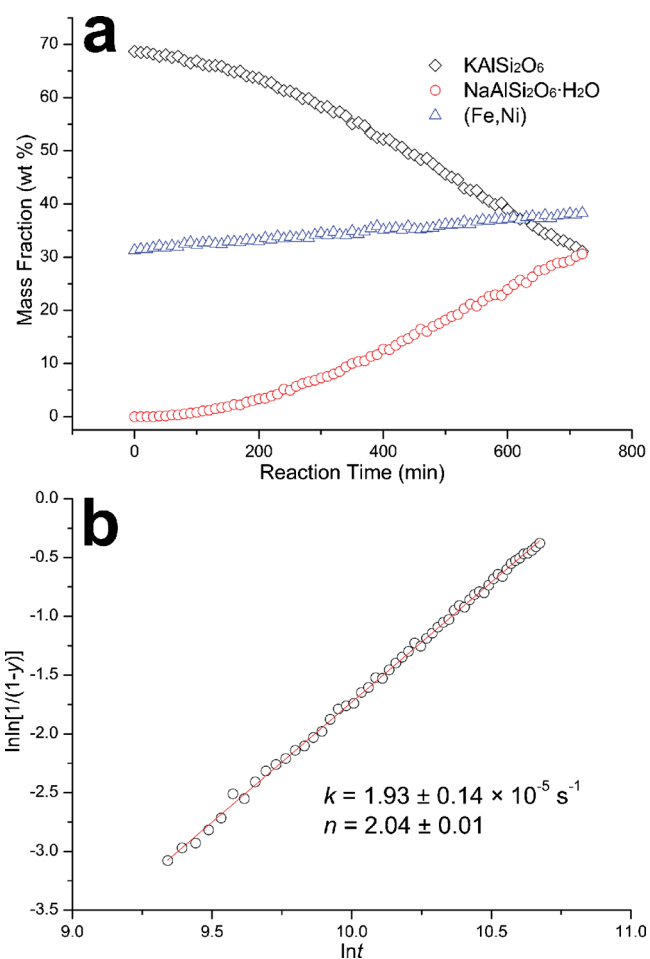 a
KAlSi₂O₆
NaAlSi₂O₆·H₂O
(Fe,Ni)
Mass Fraction (wt %)
70
60
50
40
30
20
10
0
0 200 400 600 800
Reaction Time (min)
b
lnln[1/(1-y)]
0.0
-0.5
-1.0
-1.5
-2.0
-2.5
-3.0
-3.5
k = 1.93 ± 0.14 × 10⁻⁵ s⁻¹
n = 2.04 ± 0.01
9.0 9.5 10.0 10.5 11.0
lnt